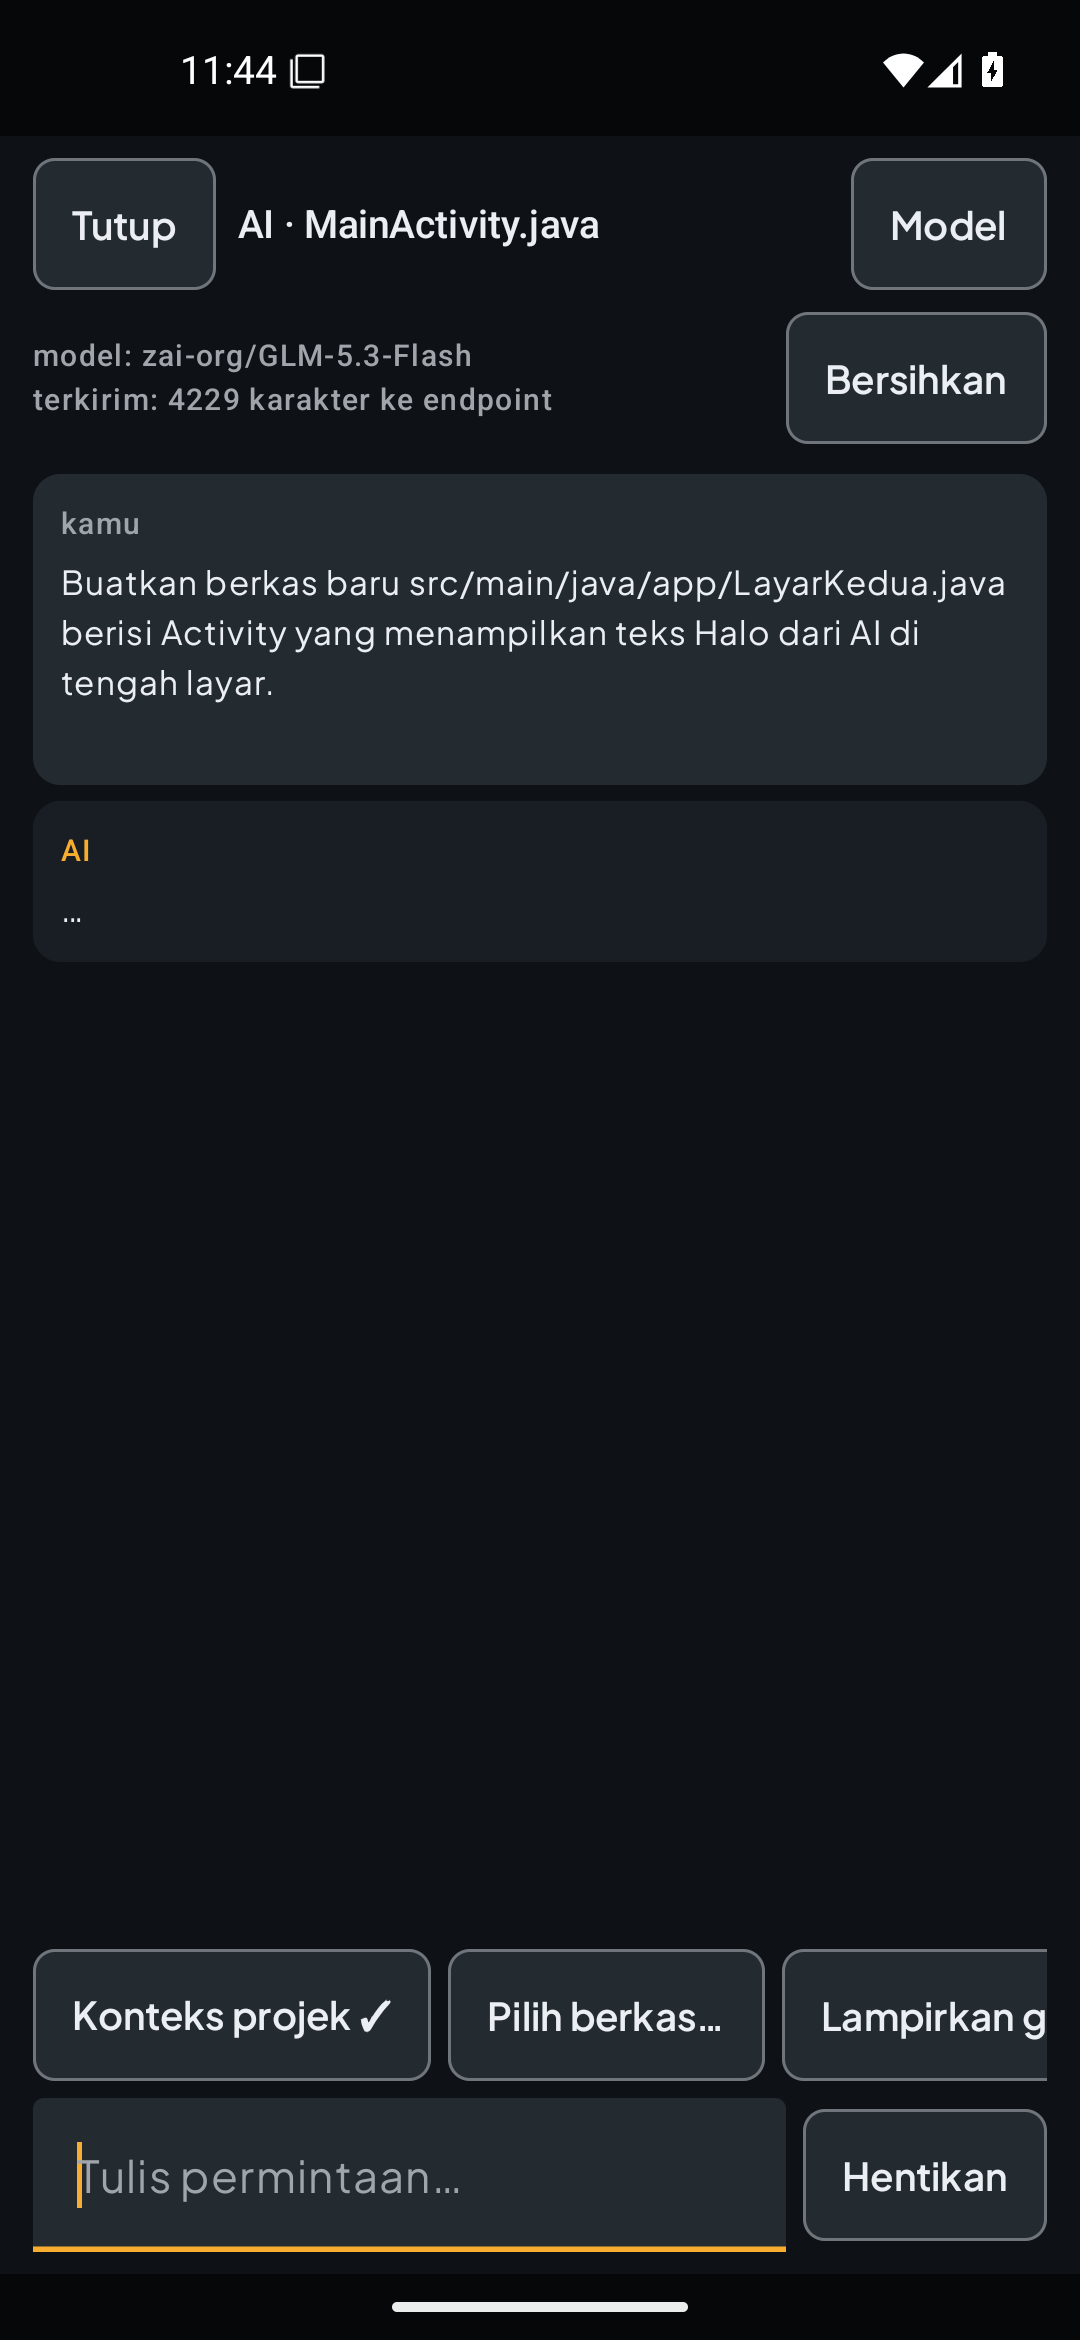 11:44
Tutup
AI · MainActivity.java
Model
model: zai-org/GLM-5.3-Flash
terkirim: 4229 karakter ke endpoint
Bersihkan
kamu
Buatkan berkas baru src/main/java/app/LayarKedua.java
berisi Activity yang menampilkan teks Halo dari AI di
tengah layar.
AI
…
Konteks projek ✓
Pilih berkas…
Lampirkan g
Tulis permintaan…
Hentikan